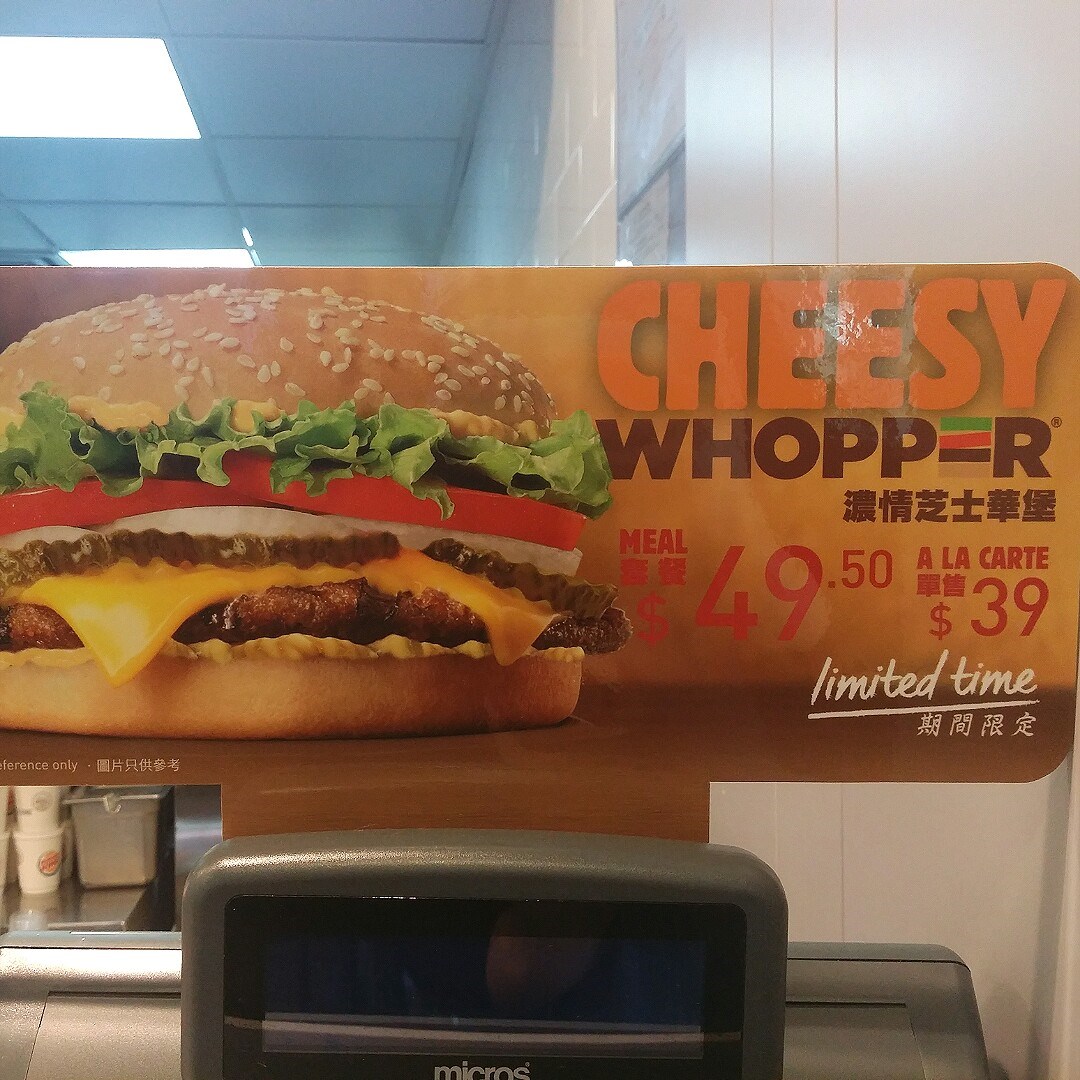 CHEESY
WHOPPER®
濃情芝士華堡
MEAL
套餐
$ 49.50
A LA CARTE
單售
$ 39
limited time
期間限定
reference only · 圖片只供參考
micros